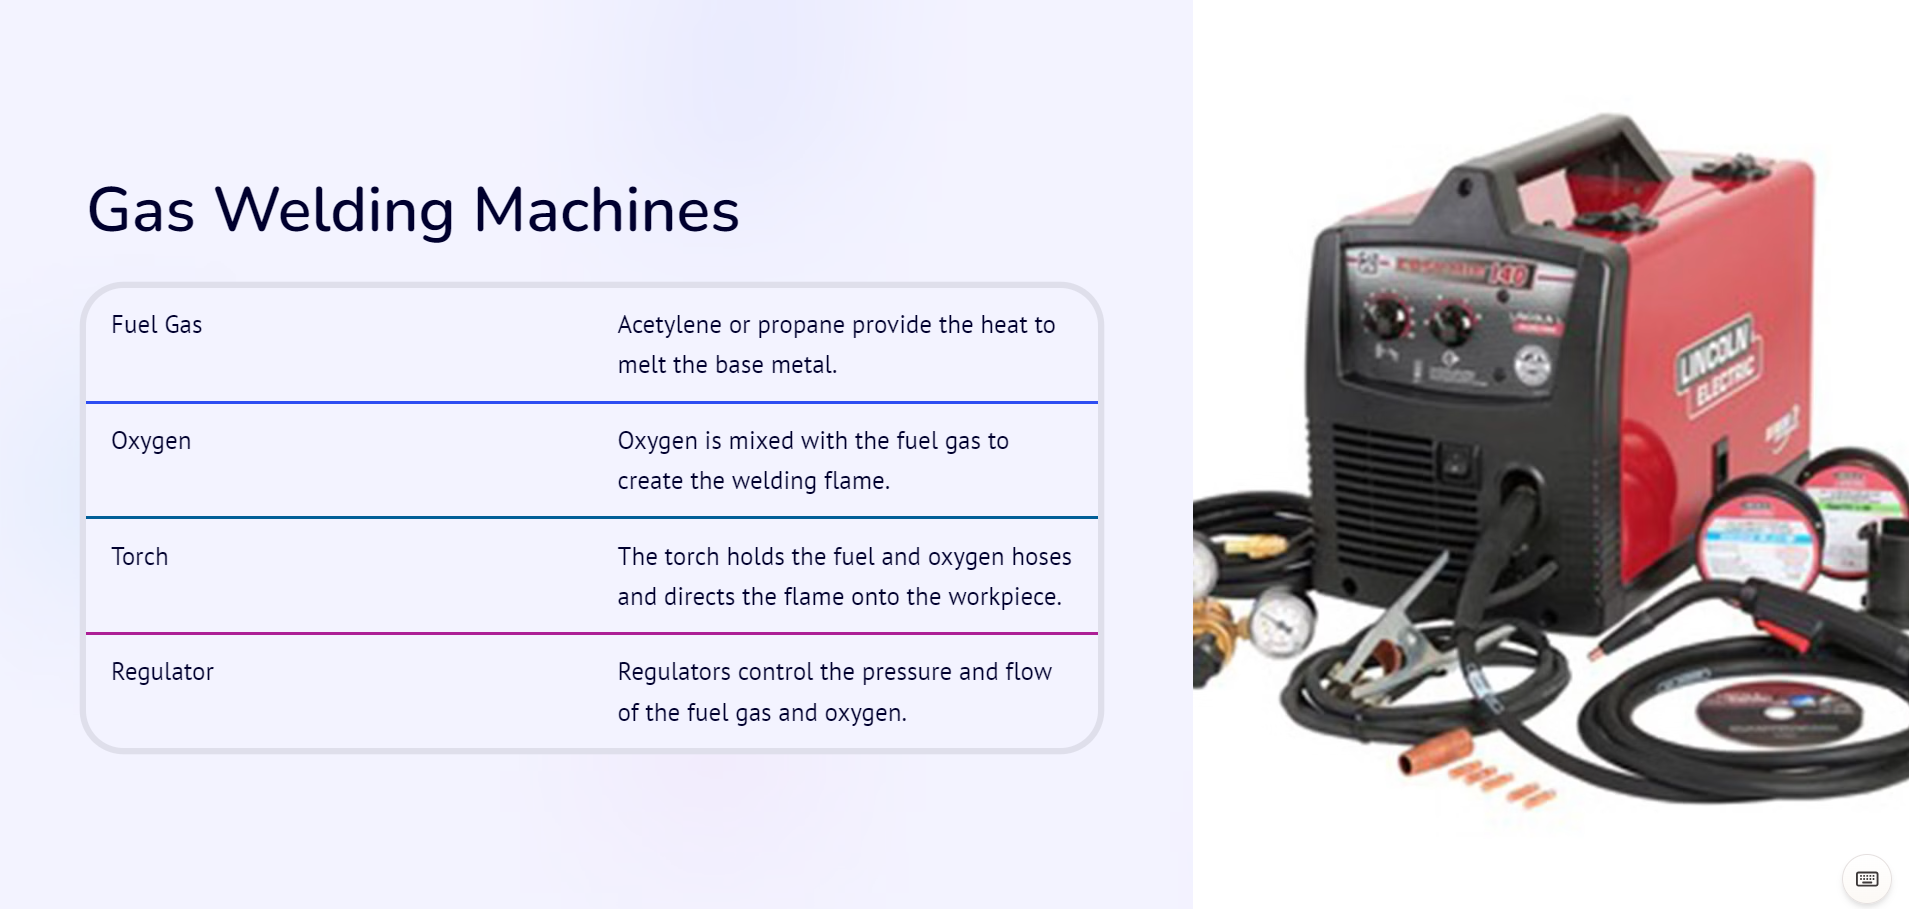 Gas Welding Machines
Fuel Gas
Acetylene or propane provide the heat to
melt the base metal.
Oxygen
Oxygen is mixed with the fuel gas to
create the welding flame.
Torch
The torch holds the fuel and oxygen hoses
and directs the flame onto the workpiece.
Regulator
Regulators control the pressure and flow
of the fuel gas and oxygen.
140
LINCOLN
ELECTRIC